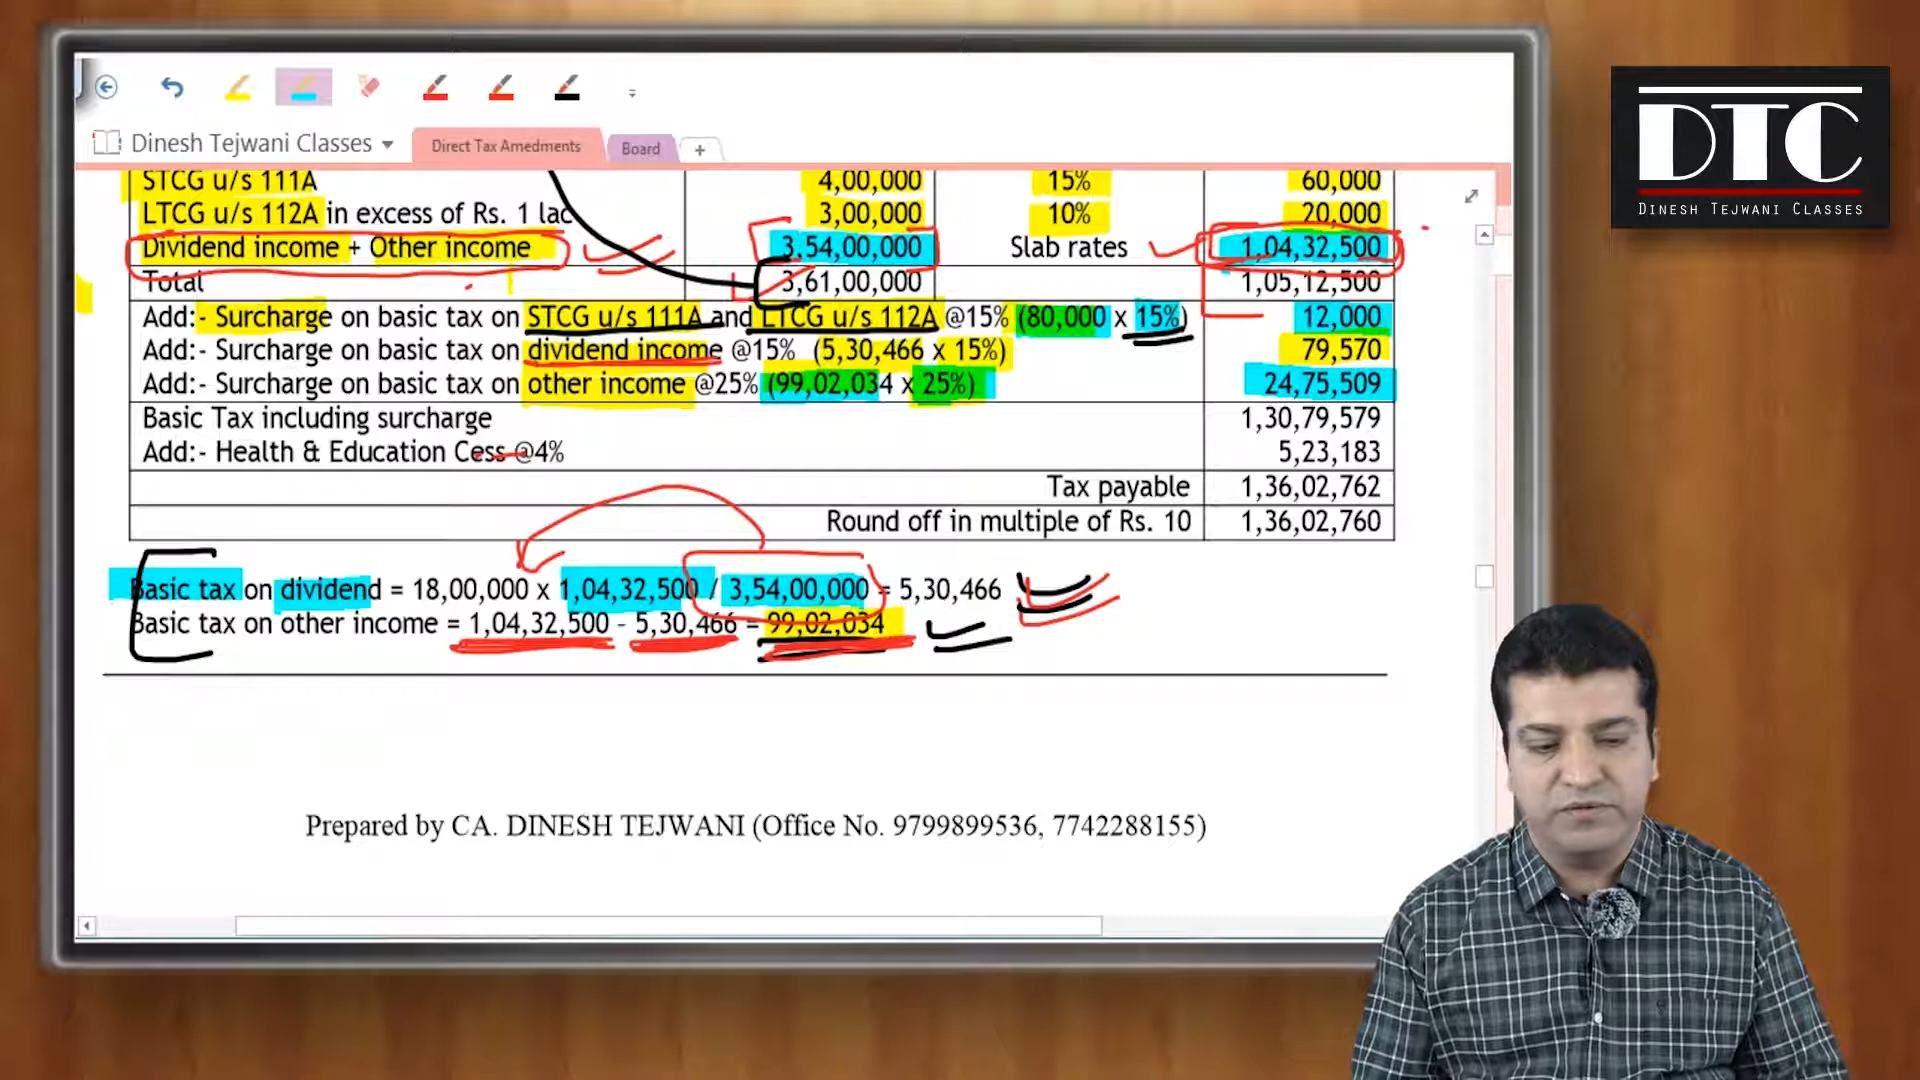 Dinesh Tejwani Classes
Direct Tax Amedments
Board
STCG u/s 111A 4,00,000 15% 60,000
LTCG u/s 112A in excess of Rs. 1 lac 3,00,000 10% 20,000
Dividend income + Other income 3,54,00,000 Slab rates 1,04,32,500
Total 3,61,00,000 1,05,12,500
Add:- Surcharge on basic tax on STCG u/s 111A and LTCG u/s 112A @15% (80,000 x 15%) 12,000
Add:- Surcharge on basic tax on dividend income @15% (5,30,466 x 15%) 79,570
Add:- Surcharge on basic tax on other income @25% (99,02,034 x 25%) 24,75,509
Basic Tax including surcharge 1,30,79,579
Add:- Health & Education Cess @4% 5,23,183
Tax payable 1,36,02,762
Round off in multiple of Rs. 10 1,36,02,760
Basic tax on dividend = 18,00,000 x 1,04,32,500 / 3,54,00,000 = 5,30,466
Basic tax on other income = 1,04,32,500 - 5,30,466 = 99,02,034
Prepared by CA. DINESH TEJWANI (Office No. 9799899536, 7742288155)
DTC
DINESH TEJWANI CLASSES